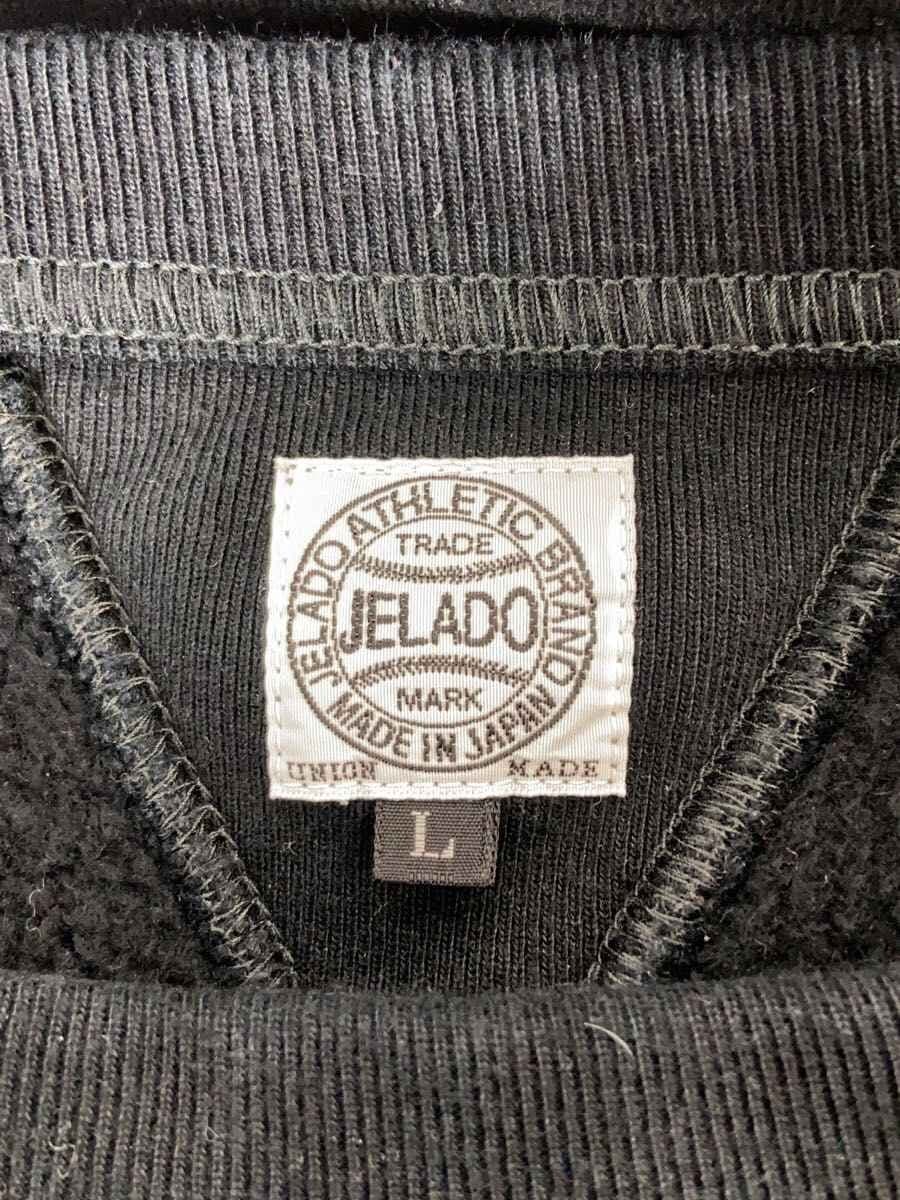 JELADO ATHLETIC BRAND
TRADE
JELADO
MARK
MADE IN JAPAN
UNION MADE
L